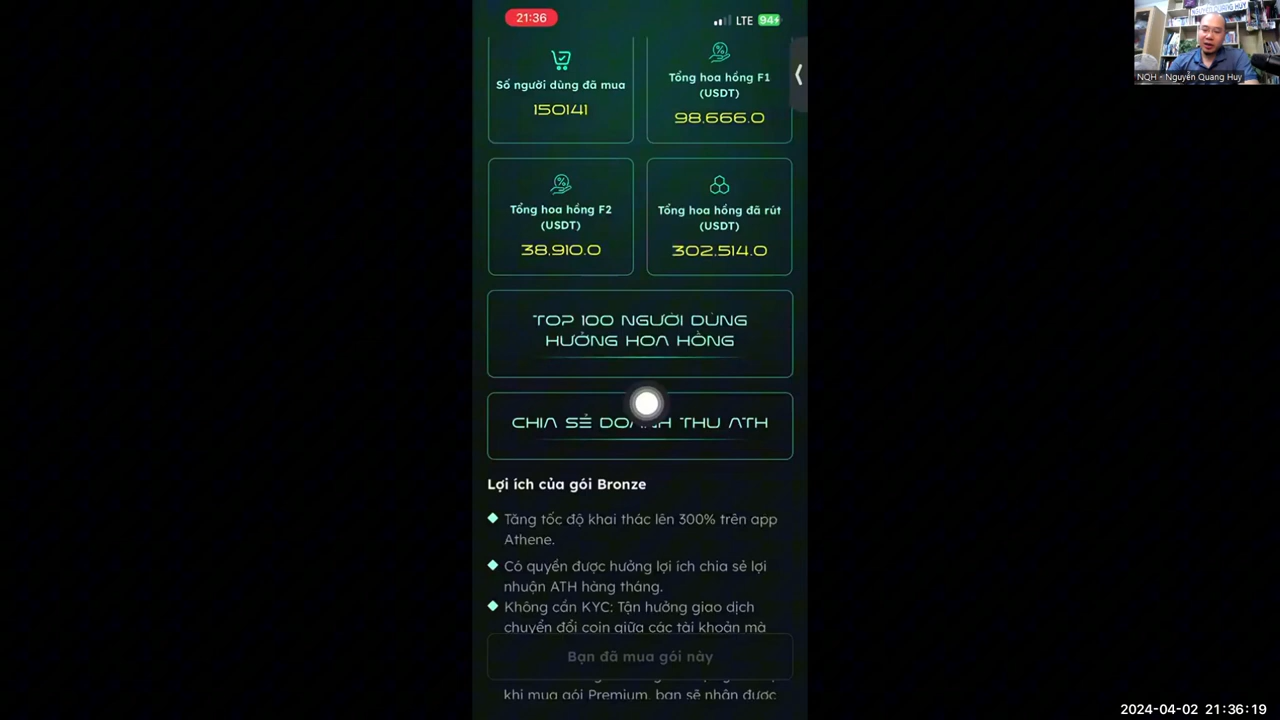 21:36
LTE 94
NGUYỄN QUANG HUY
NQH - Nguyễn Quang Huy
Số người dùng đã mua
150141
Tổng hoa hồng F1
(USDT)
98.666.0
Tổng hoa hồng F2
(USDT)
38.910.0
Tổng hoa hồng đã rút
(USDT)
302.514.0
TOP 100 NGƯỜI DÙNG
HƯỞNG HOA HỒNG
CHIA SẺ DOANH THU ATH
Lợi ích của gói Bronze
Tăng tốc độ khai thác lên 300% trên app
Athene.
Có quyền được hưởng lợi ích chia sẻ lợi
nhuận ATH hàng tháng.
Không cần KYC: Tận hưởng giao dịch
chuyển đổi coin giữa các tài khoản mà
Bạn đã mua gói này
khi mua gói Premium, bạn sẽ nhận được
2024-04-02 21:36:19